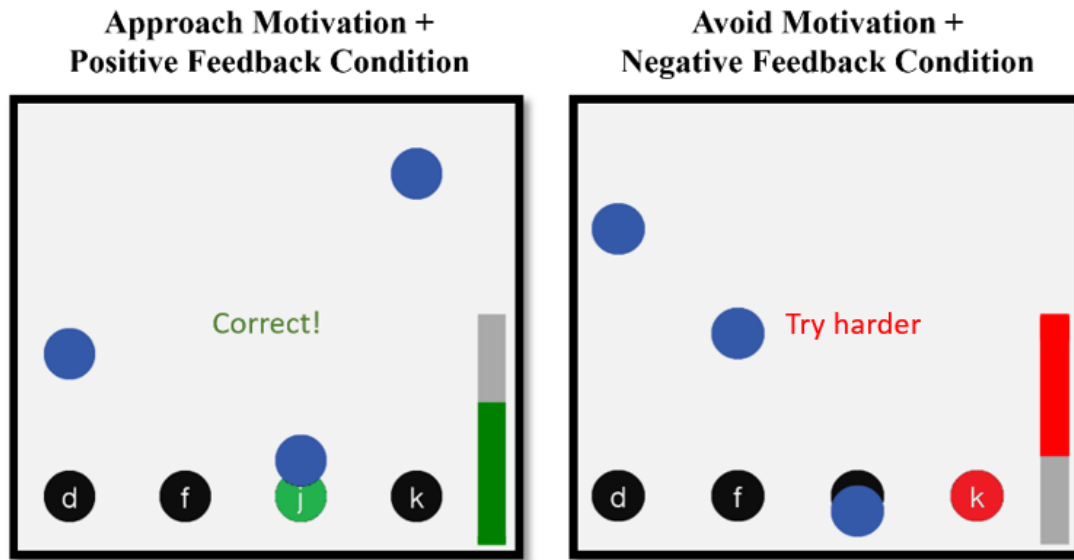 Approach Motivation +
Positive Feedback Condition
Correct!
d f j k
Avoid Motivation +
Negative Feedback Condition
Try harder
d f k